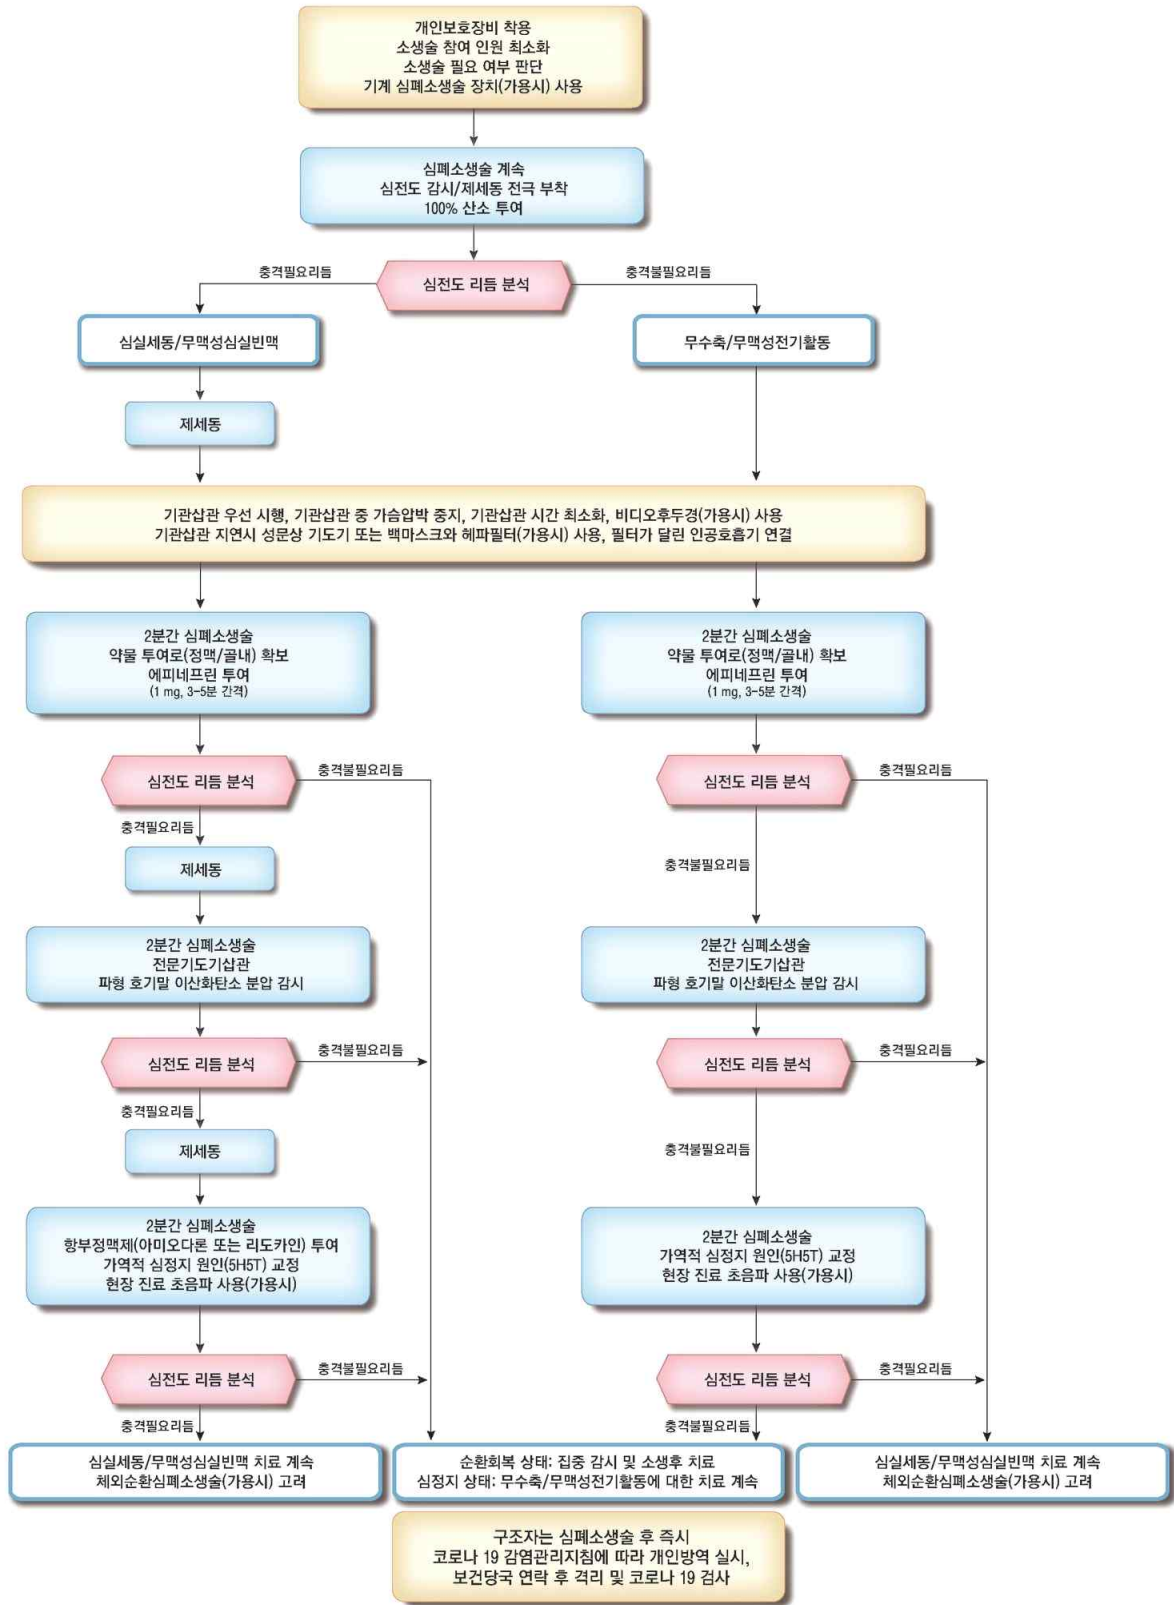 개인보호장비 착용
소생술 참여 인원 최소화
소생술 필요 여부 판단
기계 심폐소생술 장치(가용시) 사용
심폐소생술 계속
심전도 감시/제세동 전극 부착
100% 산소 투여
심전도 리듬 분석
충격필요리듬
충격불필요리듬
심실세동/무맥성심실빈맥
무수축/무맥성전기활동
제세동
기관삽관 우선 시행, 기관삽관 중 가슴압박 중지, 기관삽관 시간 최소화, 비디오후두경(가용시) 사용
기관삽관 지연시 성문상 기도기 또는 백마스크와 헤파필터(가용시) 사용, 필터가 달린 인공호흡기 연결
2분간 심폐소생술
약물 투여로(정맥/골내) 확보
에피네프린 투여
(1 mg, 3-5분 간격)
2분간 심폐소생술
약물 투여로(정맥/골내) 확보
에피네프린 투여
(1 mg, 3-5분 간격)
심전도 리듬 분석
충격불필요리듬
심전도 리듬 분석
충격필요리듬
충격필요리듬
제세동
충격불필요리듬
2분간 심폐소생술
전문기도기삽관
파형 호기말 이산화탄소 분압 감시
2분간 심폐소생술
전문기도기삽관
파형 호기말 이산화탄소 분압 감시
심전도 리듬 분석
충격불필요리듬
심전도 리듬 분석
충격필요리듬
충격필요리듬
제세동
충격불필요리듬
2분간 심폐소생술
항부정맥제(아미오다론 또는 리도카인) 투여
가역적 심정지 원인(5H5T) 교정
현장 진료 초음파 사용(가용시)
2분간 심폐소생술
가역적 심정지 원인(5H5T) 교정
현장 진료 초음파 사용(가용시)
심전도 리듬 분석
충격불필요리듬
심전도 리듬 분석
충격필요리듬
충격필요리듬
충격불필요리듬
심실세동/무맥성심실빈맥 치료 계속
체외순환심폐소생술(가용시) 고려
순환회복 상태: 집중 감시 및 소생후 치료
심정지 상태: 무수축/무맥성전기활동에 대한 치료 계속
심실세동/무맥성심실빈맥 치료 계속
체외순환심폐소생술(가용시) 고려
구조자는 심폐소생술 후 즉시
코로나 19 감염관리지침에 따라 개인방역 실시,
보건당국 연락 후 격리 및 코로나 19 검사